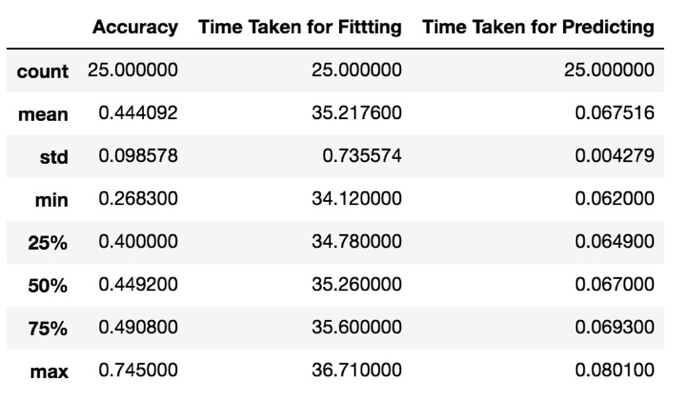 Accuracy Time Taken for Fittting Time Taken for Predicting
count 25.000000 25.000000 25.000000
mean 0.444092 35.217600 0.067516
std 0.098578 0.735574 0.004279
min 0.268300 34.120000 0.062000
25% 0.400000 34.780000 0.064900
50% 0.449200 35.260000 0.067000
75% 0.490800 35.600000 0.069300
max 0.745000 36.710000 0.080100